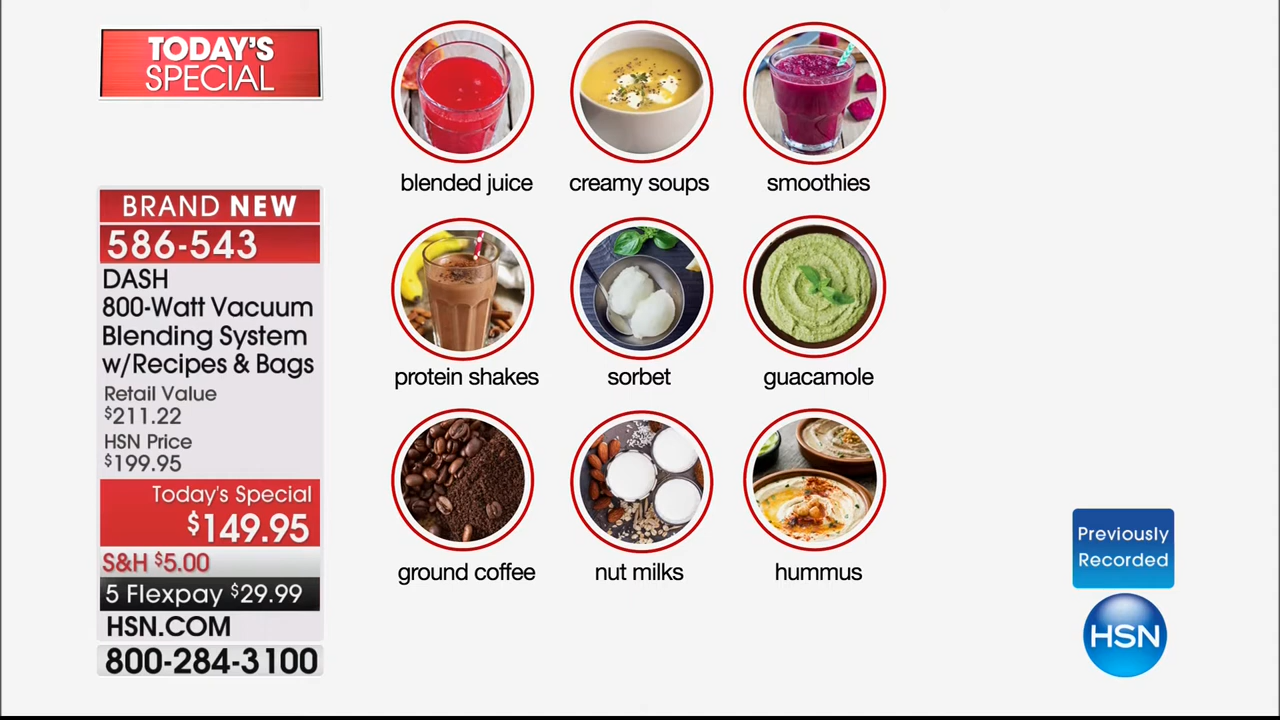 TODAY'S
SPECIAL
BRAND NEW
586-543
DASH
800-Watt Vacuum
Blending System
w/Recipes & Bags
Retail Value
$211.22
HSN Price
$199.95
Today's Special
$149.95
S&H $5.00
5 Flexpay $29.99
HSN.COM
800-284-3100
blended juice
creamy soups
smoothies
protein shakes
sorbet
guacamole
ground coffee
nut milks
hummus
Previously
Recorded
HSN